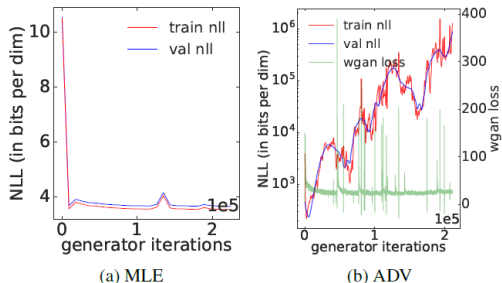 10
8
6
4
NLL (in bits per dim)
train nll
val nll
0
1
2
1e5
generator iterations
(a) MLE
10^6
10^5
10^4
10^3
NLL (in bits per dim)
train nll
val nll
wgan loss
400
300
200
100
0
wgan loss
0
1
2
1e5
generator iterations
(b) ADV